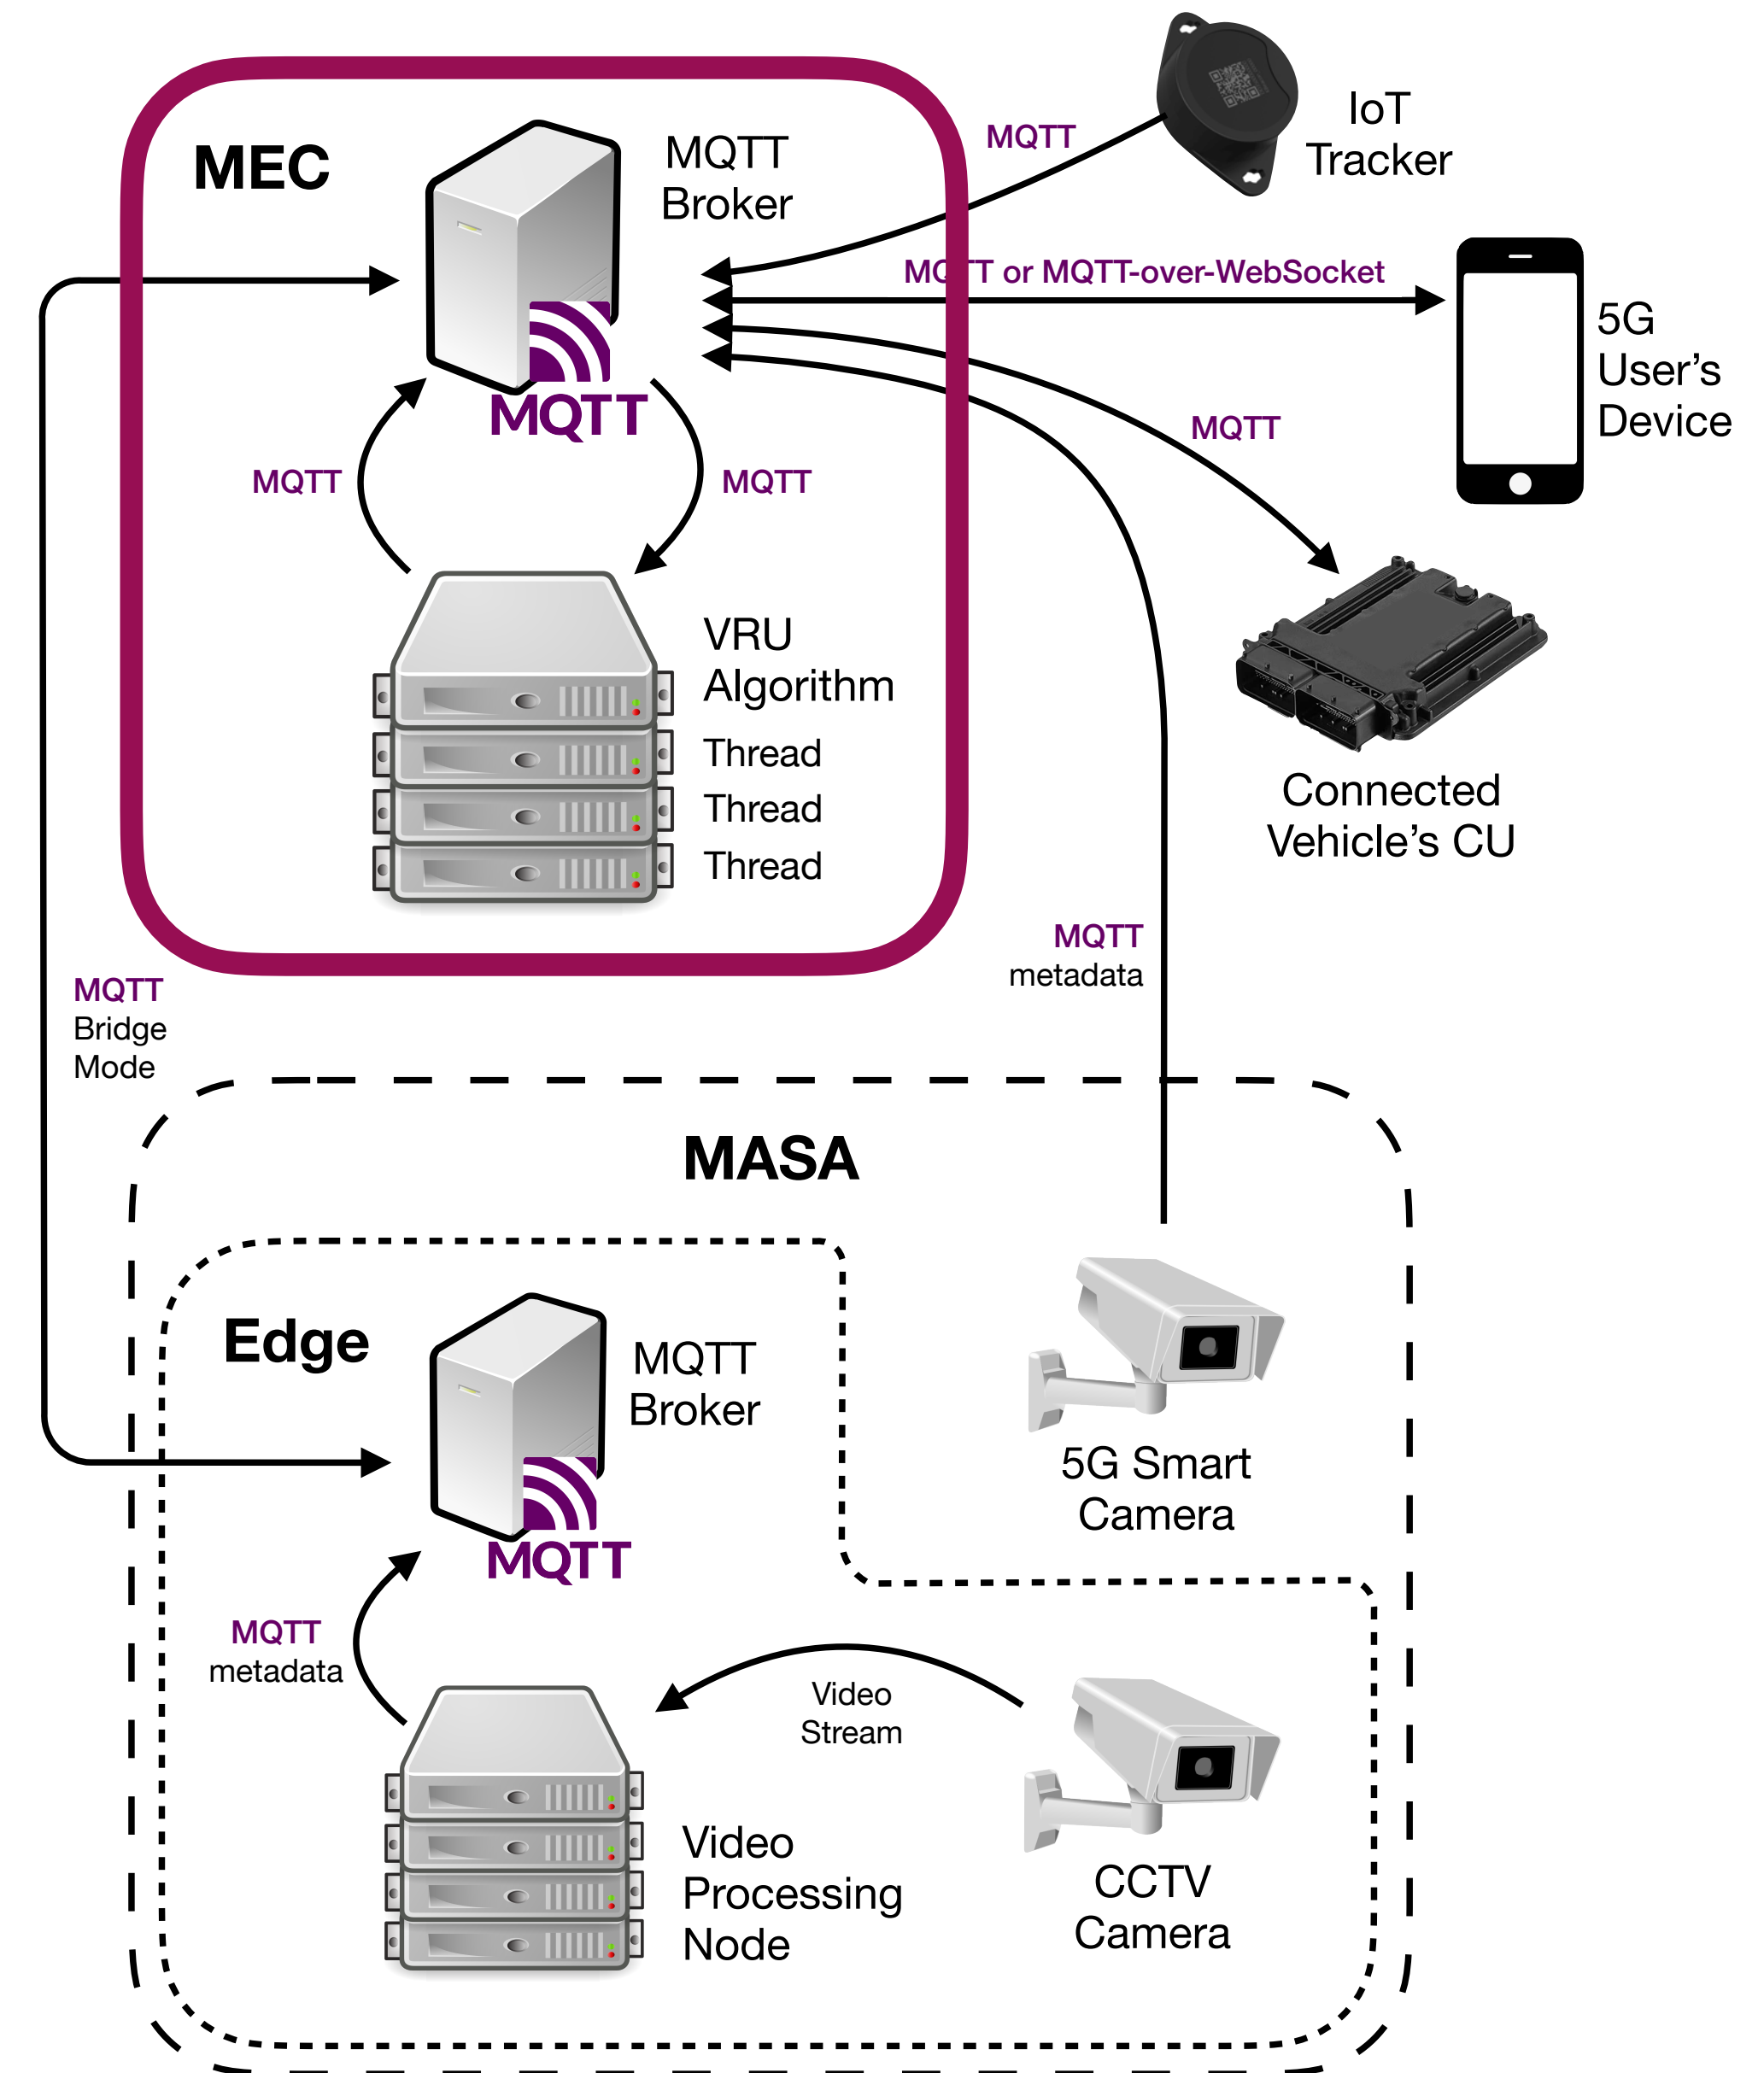 MEC
MQTT
Broker
MQTT
IoT
Tracker
MQTT or MQTT-over-WebSocket
5G
User's
Device
MQTT
MQTT
MQTT
MQTT
VRU
Algorithm
Thread
Thread
Thread
Connected
Vehicle's CU
MQTT
metadata
MQTT
Bridge
Mode
MASA
Edge
MQTT
Broker
MQTT
5G Smart
Camera
MQTT
metadata
Video
Stream
Video
Processing
Node
CCTV
Camera